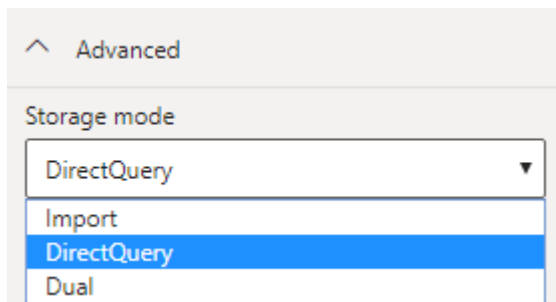 Advanced
Storage mode
DirectQuery
Import
DirectQuery
Dual